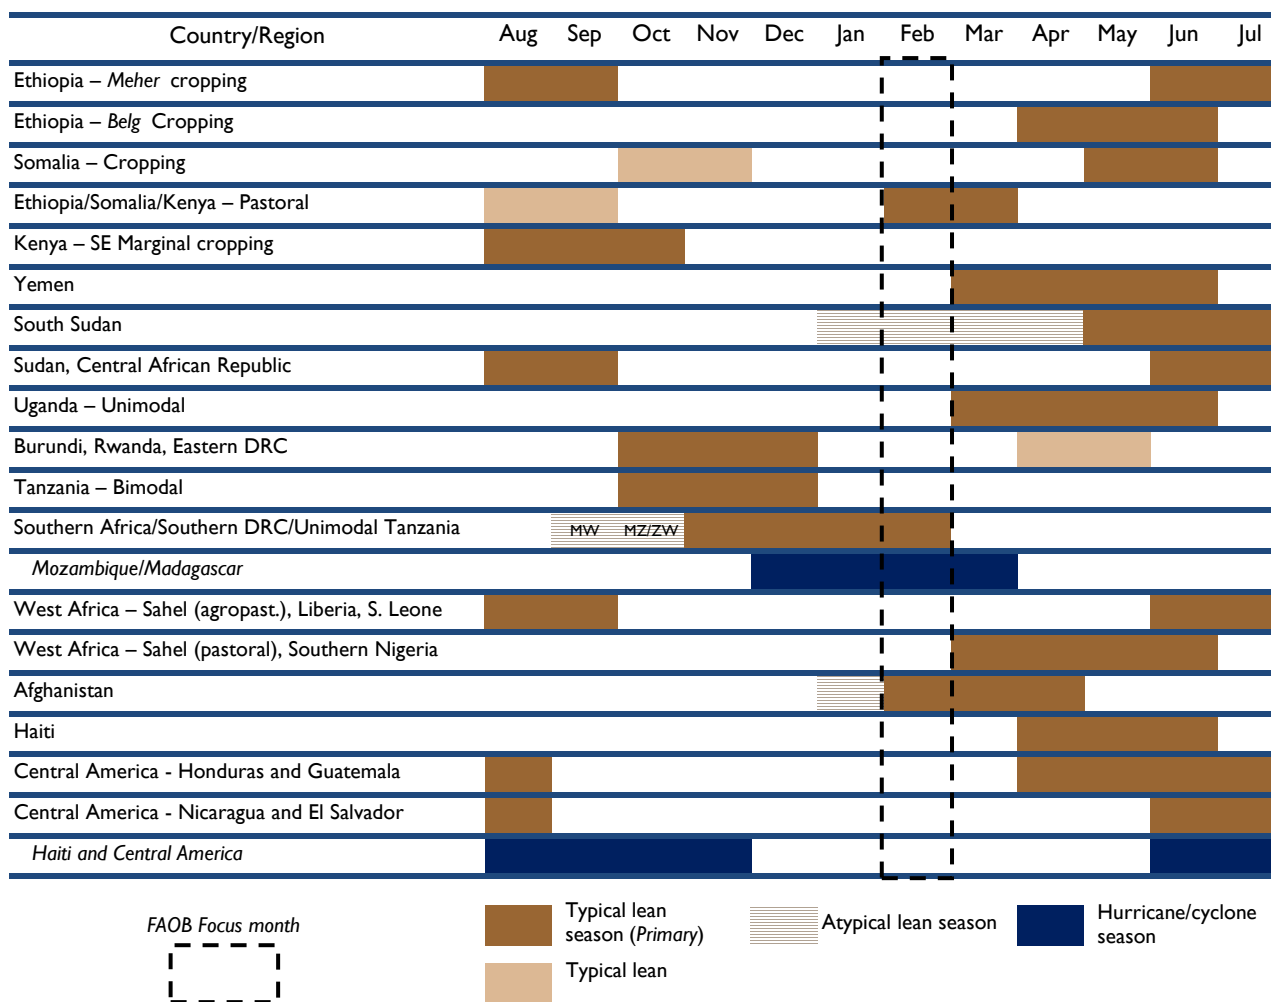 Country/Region Aug Sep Oct Nov Dec Jan Feb Mar Apr May Jun Jul
Ethiopia – Meher cropping
Ethiopia – Belg Cropping
Somalia – Cropping
Ethiopia/Somalia/Kenya – Pastoral
Kenya – SE Marginal cropping
Yemen
South Sudan
Sudan, Central African Republic
Uganda – Unimodal
Burundi, Rwanda, Eastern DRC
Tanzania – Bimodal
Southern Africa/Southern DRC/Unimodal Tanzania MW MZ/ZW
Mozambique/Madagascar
West Africa – Sahel (agropast.), Liberia, S. Leone
West Africa – Sahel (pastoral), Southern Nigeria
Afghanistan
Haiti
Central America - Honduras and Guatemala
Central America - Nicaragua and El Salvador
Haiti and Central America
FAOB Focus month
Typical lean
season (Primary)
Typical lean
Atypical lean season
Hurricane/cyclone
season